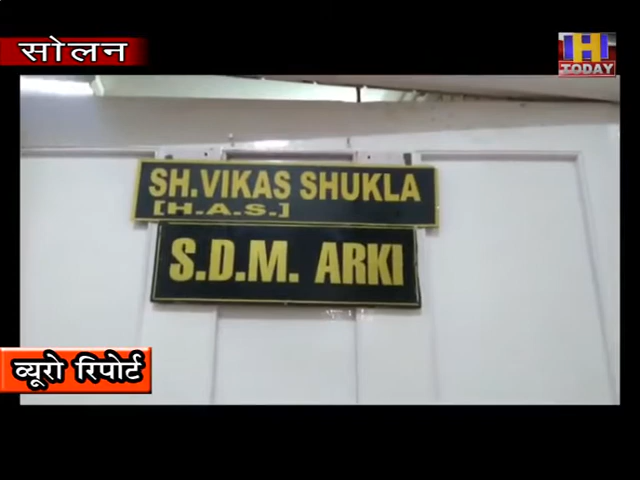 सोलन
H
TODAY
SH.VIKAS SHUKLA
[H.A.S.]
S.D.M. ARKI
व्यूरो रिपोर्ट